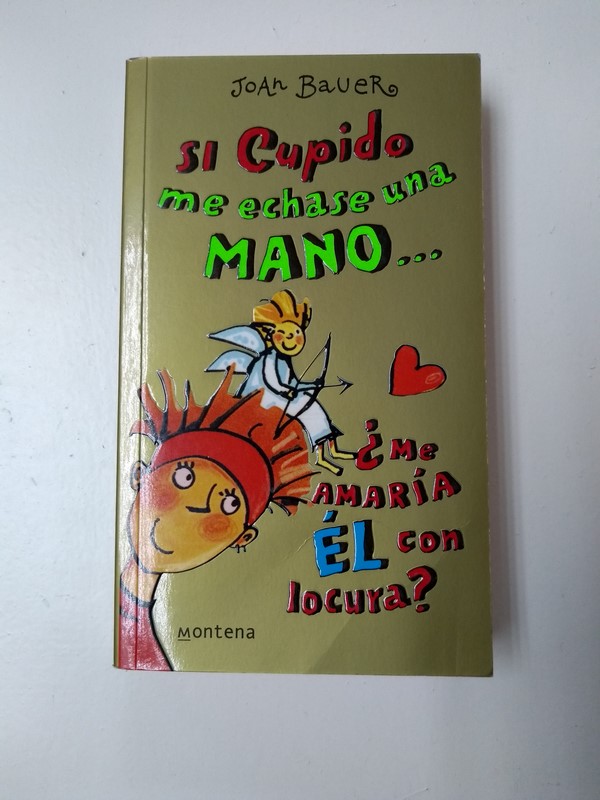 Joan Bauer
Si Cupido
me echase una
MANO...
¿Me
AMARÍA
ÉL con
locura?
Montena